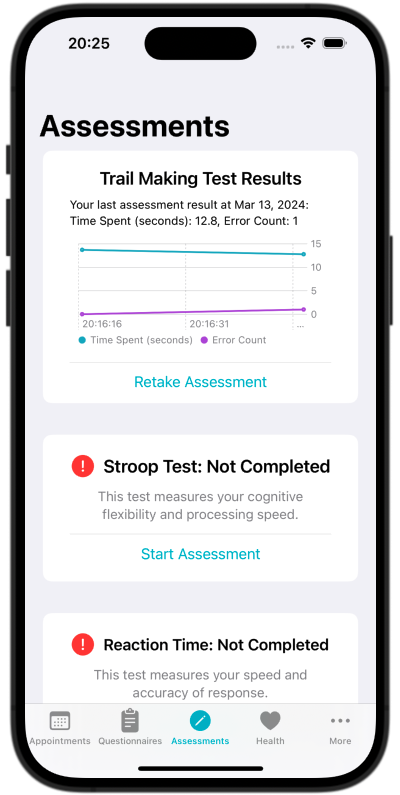 20:25
Assessments
Trail Making Test Results
Your last assessment result at Mar 13, 2024:
Time Spent (seconds): 12.8, Error Count: 1
15
10
5
0
20:16:16 20:16:31 ...
Time Spent (seconds) Error Count
Retake Assessment
! Stroop Test: Not Completed
This test measures your cognitive
flexibility and processing speed.
Start Assessment
! Reaction Time: Not Completed
This test measures your speed and
accuracy of response.
Appointments Questionnaires Assessments Health More